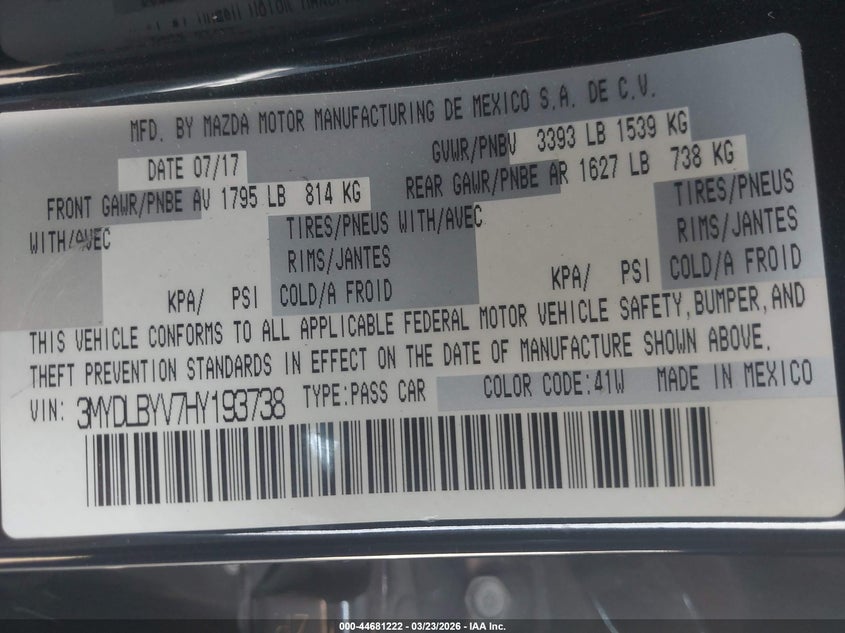 MFD. BY MAZDA MOTOR MANUFACTURING DE MEXICO S.A. DE C.V.
DATE 07/17 GVWR/PNBV 3393 LB 1539 KG
FRONT GAWR/PNBE AV 1795 LB 814 KG REAR GAWR/PNBE AR 1627 LB 738 KG
WITH/AVEC TIRES/PNEUS WITH/AVEC TIRES/PNEUS
RIMS/JANTES RIMS/JANTES
KPA/ PSI COLD/A FROID KPA/ PSI COLD/A FROID
THIS VEHICLE CONFORMS TO ALL APPLICABLE FEDERAL MOTOR VEHICLE SAFETY, BUMPER, AND
THEFT PREVENTION STANDARDS IN EFFECT ON THE DATE OF MANUFACTURE SHOWN ABOVE.
VIN: 3MYDLBYV7HY193738 TYPE:PASS CAR COLOR CODE:41W MADE IN MEXICO
000-44681222 - 03/23/2026 - IAA Inc.